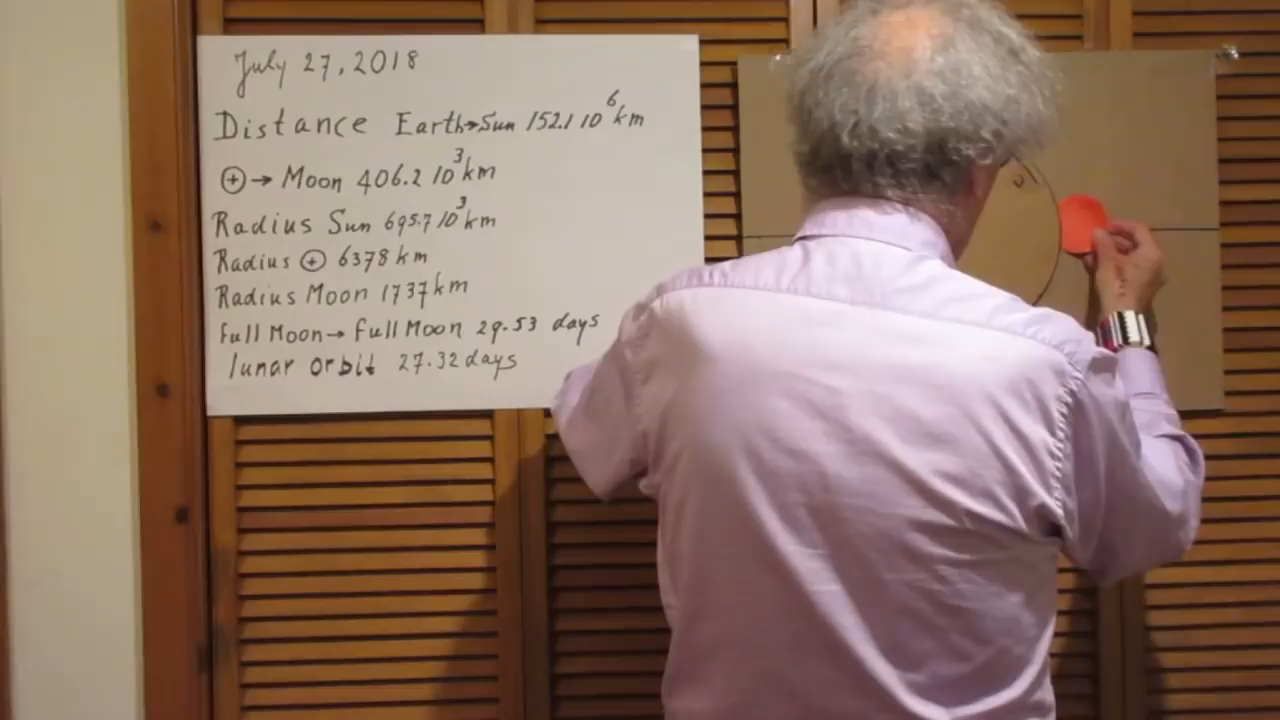 July 27, 2018
Distance Earth→Sun 152.1 10⁶ km
⊕→ Moon 406.2 10³ km
Radius Sun 695.7 10³ km
Radius ⊕ 6378 km
Radius Moon 1737 km
full Moon→ full Moon 29.53 days
lunar orbit 27.32 days